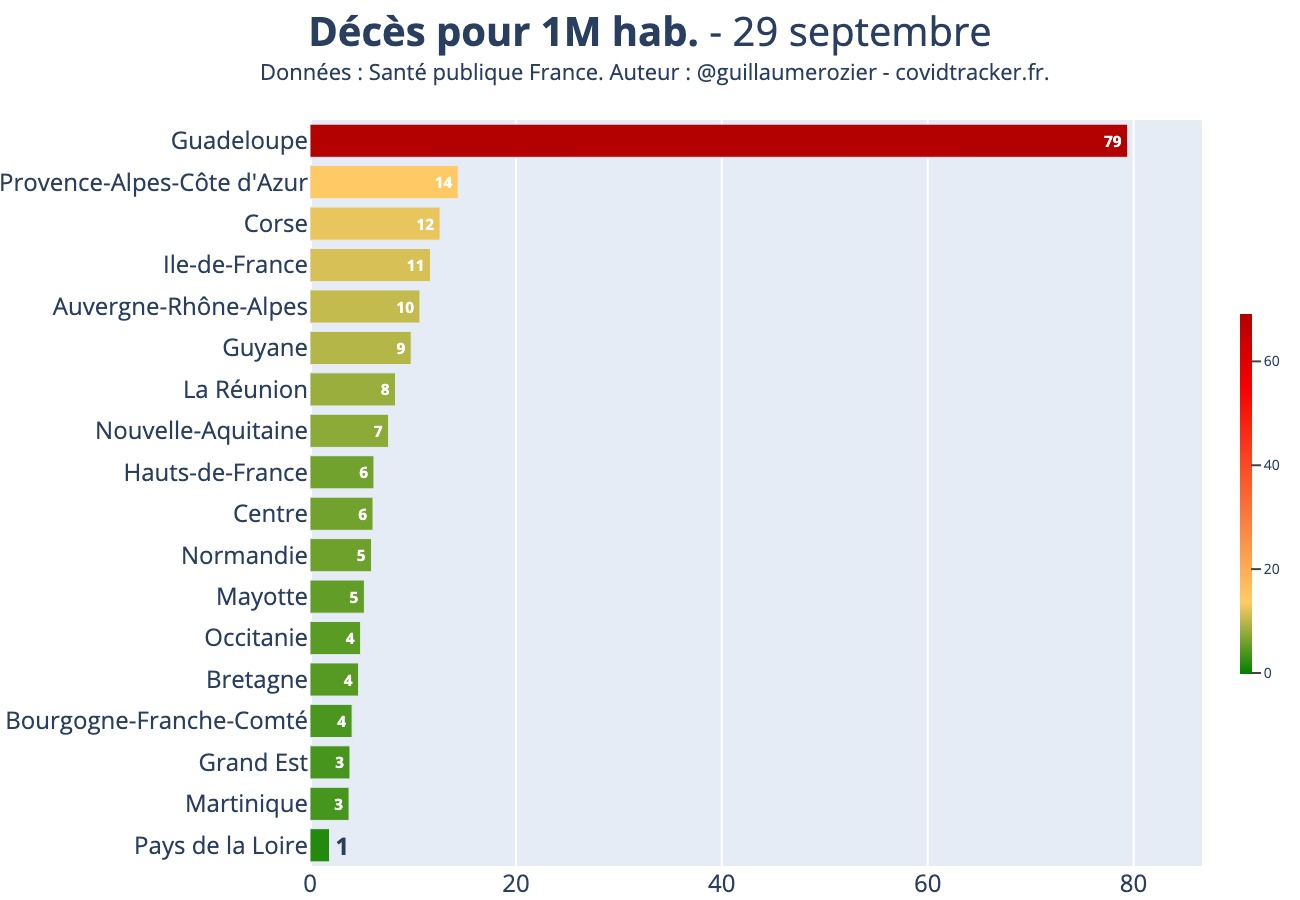 Décès pour 1M hab. - 29 septembre
Données : Santé publique France. Auteur : @guillaumerozier - covidtracker.fr.
Guadeloupe 79
Provence-Alpes-Côte d'Azur 14
Corse 12
Ile-de-France 11
Auvergne-Rhône-Alpes 10
Guyane 9
La Réunion 8
Nouvelle-Aquitaine 7
Hauts-de-France 6
Centre 6
Normandie 5
Mayotte 5
Occitanie 4
Bretagne 4
Bourgogne-Franche-Comté 4
Grand Est 3
Martinique 3
Pays de la Loire 1
0 20 40 60 80
60
40
20
0